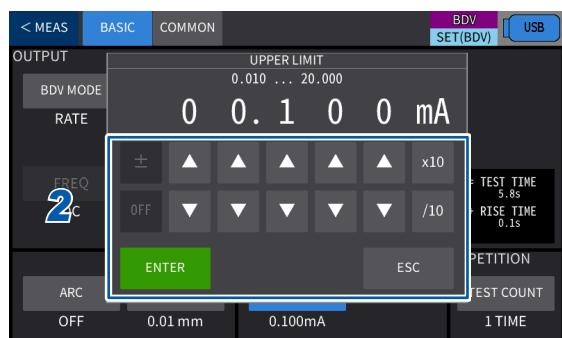 < MEAS BASIC COMMON BDV
SET(BDV) USB
OUTPUT UPPER LIMIT
0.010 ... 20.000
BDV MODE
RATE 0 0. 1 0 0 mA
± ▲ ▲ ▲ ▲ ▲ x10
FREQ TEST TIME
2 C 5.8s
OFF ▼ ▼ ▼ ▼ ▼ /10 RISE TIME
0.1s
ENTER ESC PETITION
ARC TEST COUNT
OFF 0.01 mm 0.100mA 1 TIME